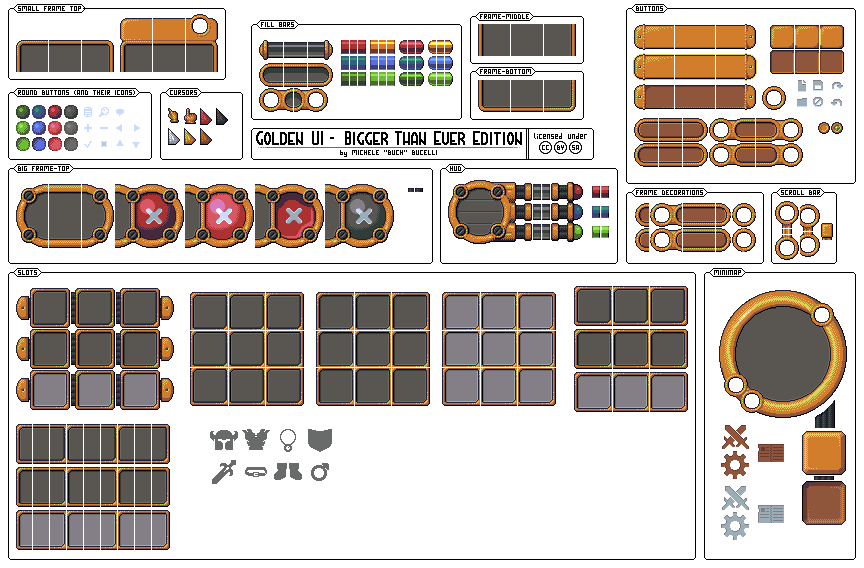 SMALL FRAME TOP
FILL BARS
FRAME-MIDDLE
BUTTONS
FRAME-BOTTOM
ROUND BUTTONS (AND THEIR ICONS)
CURSORS
GOLDEN UI - BIGGER THAN EVER EDITION
by MICHELE "BUCH" BUCELLI
licensed under
CC BY SA
BIG FRAME-TOP
HUD
FRAME DECORATIONS
SCROLL BAR
SLOTS
MINIMAP